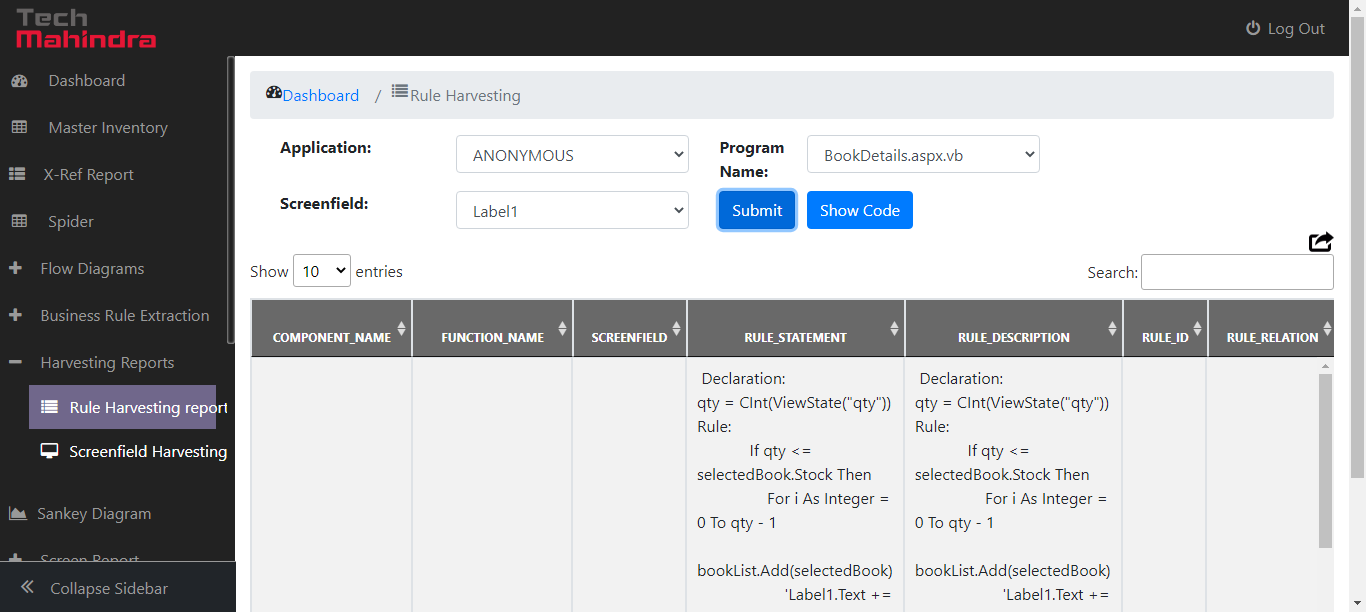 Tech
Mahindra
Log Out
Dashboard
Master Inventory
X-Ref Report
Spider
Flow Diagrams
Business Rule Extraction
Harvesting Reports
Rule Harvesting report
Screenfield Harvesting
Sankey Diagram
Screen Report
Collapse Sidebar
Dashboard / Rule Harvesting
Application: ANONYMOUS Program Name: BookDetails.aspx.vb
Screenfield: Label1 Submit Show Code
Show 10 entries Search:
COMPONENT_NAME FUNCTION_NAME SCREENFIELD RULE_STATEMENT RULE_DESCRIPTION RULE_ID RULE_RELATION
Declaration:
qty = CInt(ViewState("qty"))
Rule:
If qty <=
selectedBook.Stock Then
For i As Integer =
0 To qty - 1
bookList.Add(selectedBook)
'Label1.Text +=
Declaration:
qty = CInt(ViewState("qty"))
Rule:
If qty <=
selectedBook.Stock Then
For i As Integer =
0 To qty - 1
bookList.Add(selectedBook)
'Label1.Text +=